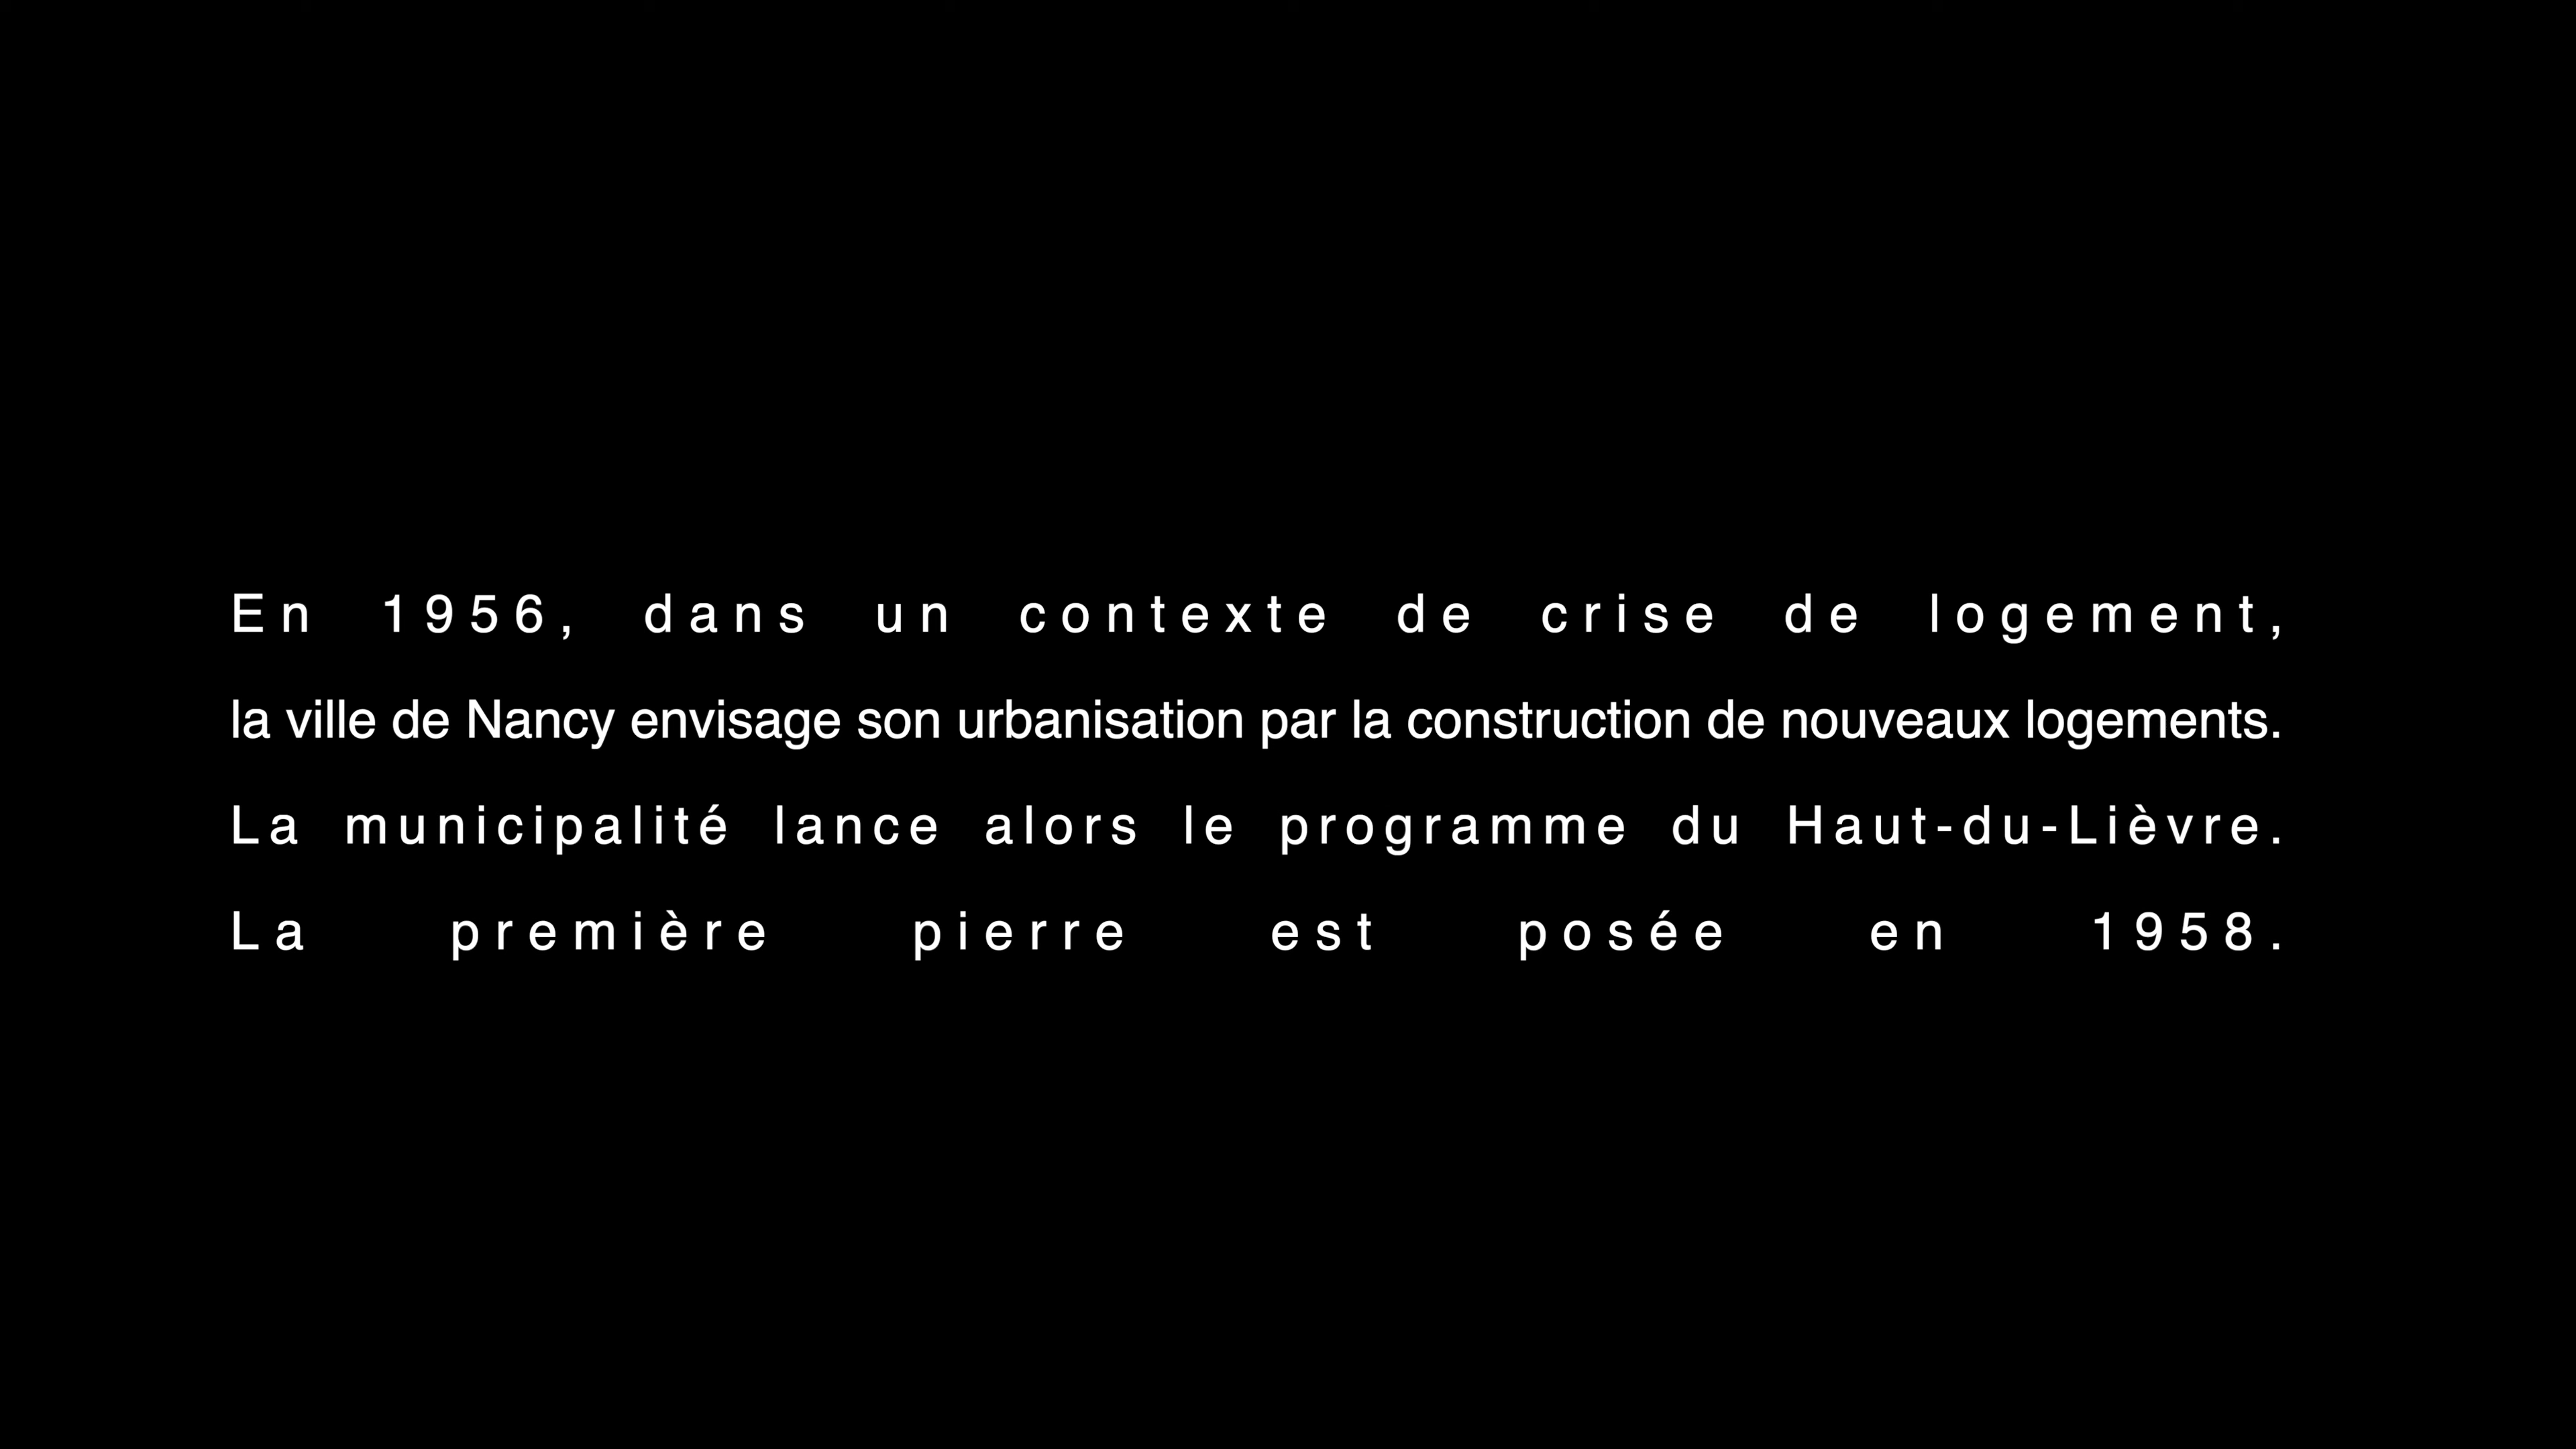 En 1956, dans un contexte de crise de logement,
la ville de Nancy envisage son urbanisation par la construction de nouveaux logements.
La municipalité lance alors le programme du Haut-du-Lièvre.
La première pierre est posée en 1958.